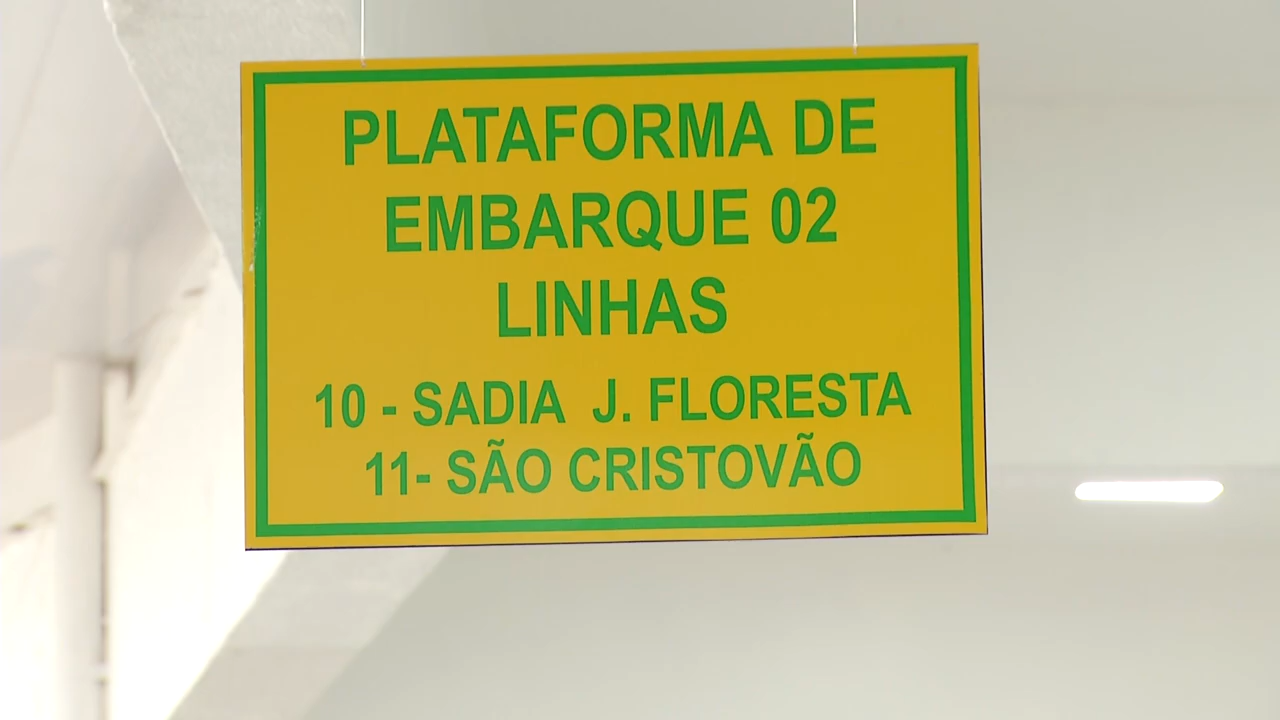 PLATAFORMA DE
EMBARQUE 02
LINHAS
10 - SADIA J. FLORESTA
11- SÃO CRISTOVÃO